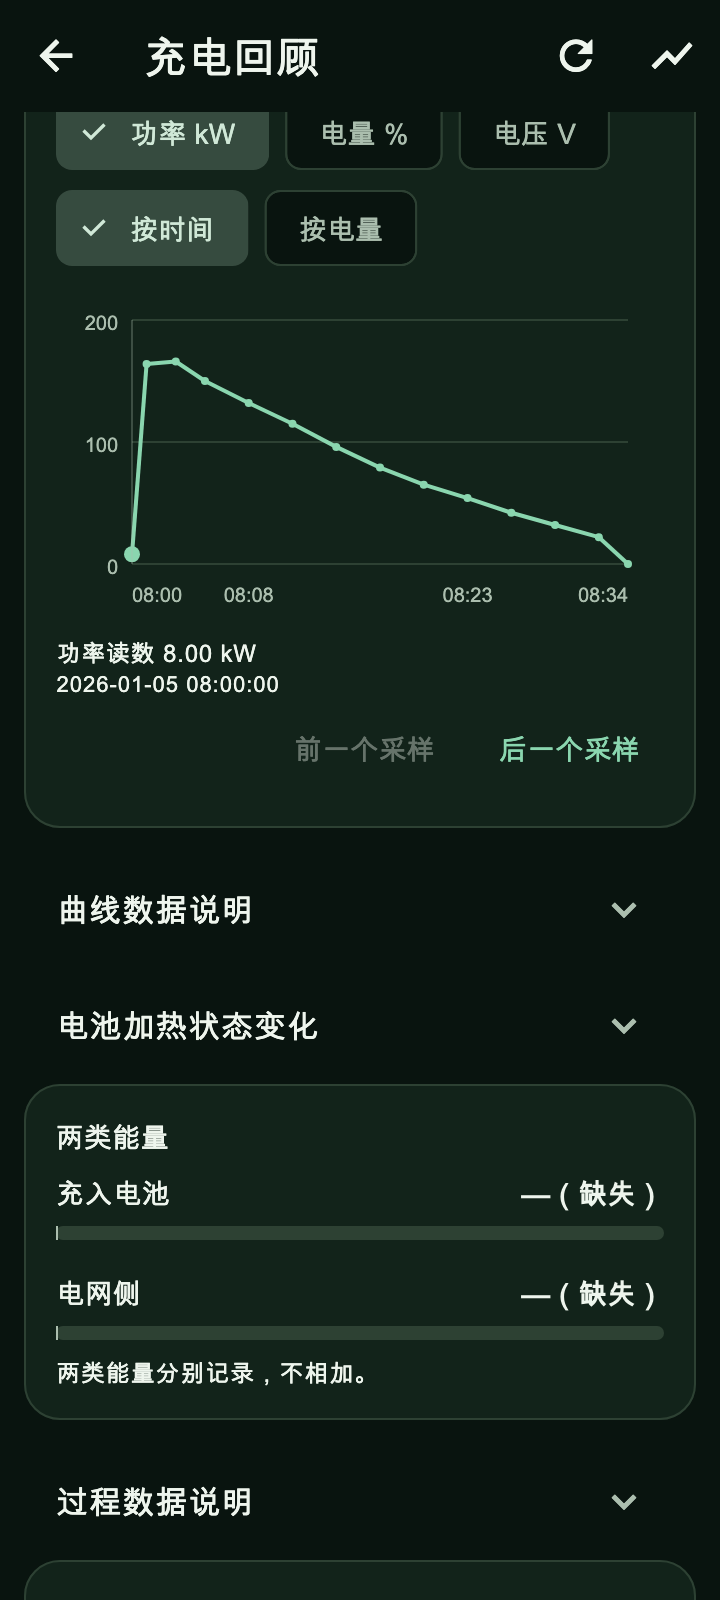 充电回顾
功率 kW 电量 % 电压 V
按时间 按电量
200
100
0
08:00 08:08 08:23 08:34
功率读数 8.00 kW
2026-01-05 08:00:00
前一个采样 后一个采样
曲线数据说明
电池加热状态变化
两类能量
充入电池 —（缺失）
电网侧 —（缺失）
两类能量分别记录，不相加。
过程数据说明